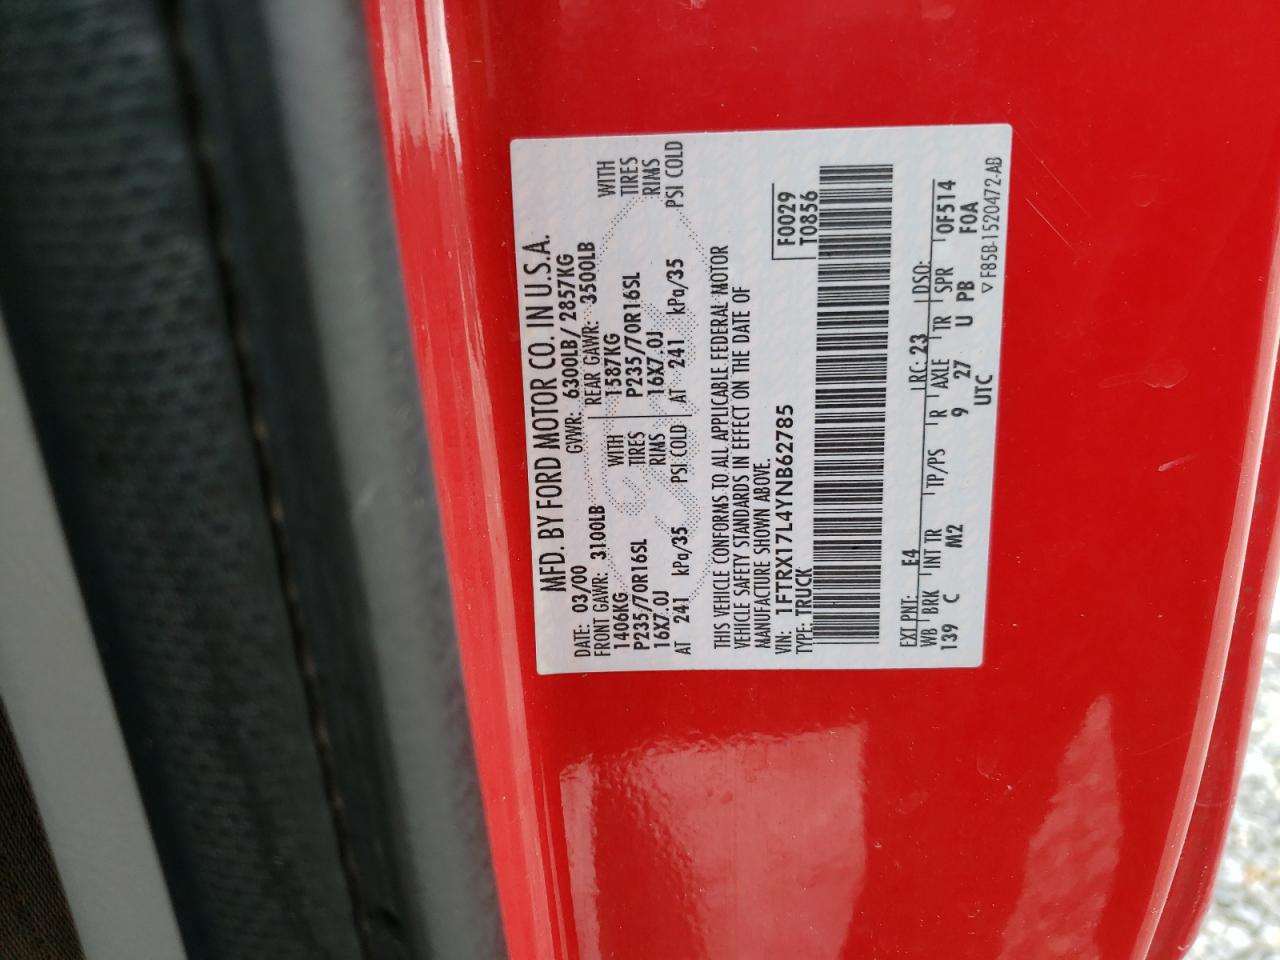 MFD. BY FORD MOTOR CO. IN U.S.A.
DATE: 03/00 GVWR: 6300LB/ 2857KG
FRONT GAWR: 3100LB REAR GAWR: 3500LB
1406KG WITH 1587KG WITH
P235/70R16SL TIRES P235/70R16SL TIRES
16X7.0J RIMS 16X7.0J RIMS
AT 241 kPa/35 PSI COLD AT 241 kPa/35 PSI COLD
THIS VEHICLE CONFORMS TO ALL APPLICABLE FEDERAL MOTOR
VEHICLE SAFETY STANDARDS IN EFFECT ON THE DATE OF
MANUFACTURE SHOWN ABOVE.
F0029
VIN: 1FTRX17L4YNB62785 T0856
TYPE: TRUCK
EXT PNT: E4 RC: 23 DSO:
WB BRK INT TR TP/PS R AXLE TR SPR 0F514
139 C M2 9 27 U PB F0A
UTC ▽ F85B-1520472-AB